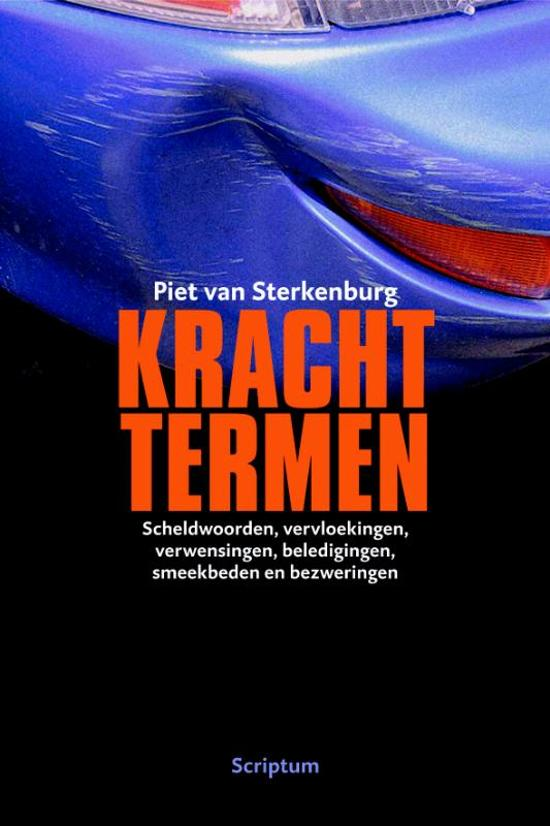 Piet van Sterkenburg
KRACHT
TERMEN
Scheldwoorden, vervloekingen,
verwensingen, beledigingen,
smeekbeden en bezweringen
Scriptum